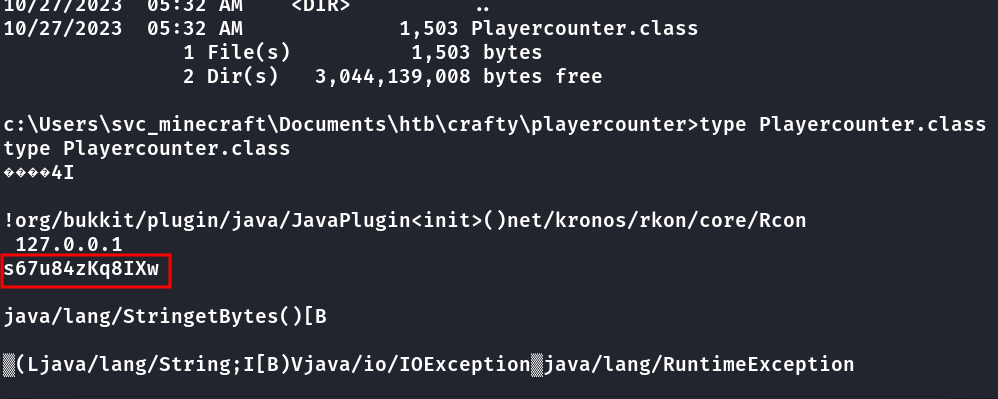 10/27/2023  05:32 AM    <DIR>          ..
10/27/2023  05:32 AM             1,503 Playercounter.class
               1 File(s)          1,503 bytes
               2 Dir(s)   3,044,139,008 bytes free
c:\Users\svc_minecraft\Documents\htb\crafty\playercounter>type Playercounter.class
type Playercounter.class
����4I
!org/bukkit/plugin/java/JavaPlugin<init>()net/kronos/rkon/core/Rcon
 127.0.0.1
s67u84zKq8IXw
java/lang/StringetBytes()[B
▒(Ljava/lang/String;I[B)Vjava/io/IOException▒java/lang/RuntimeException